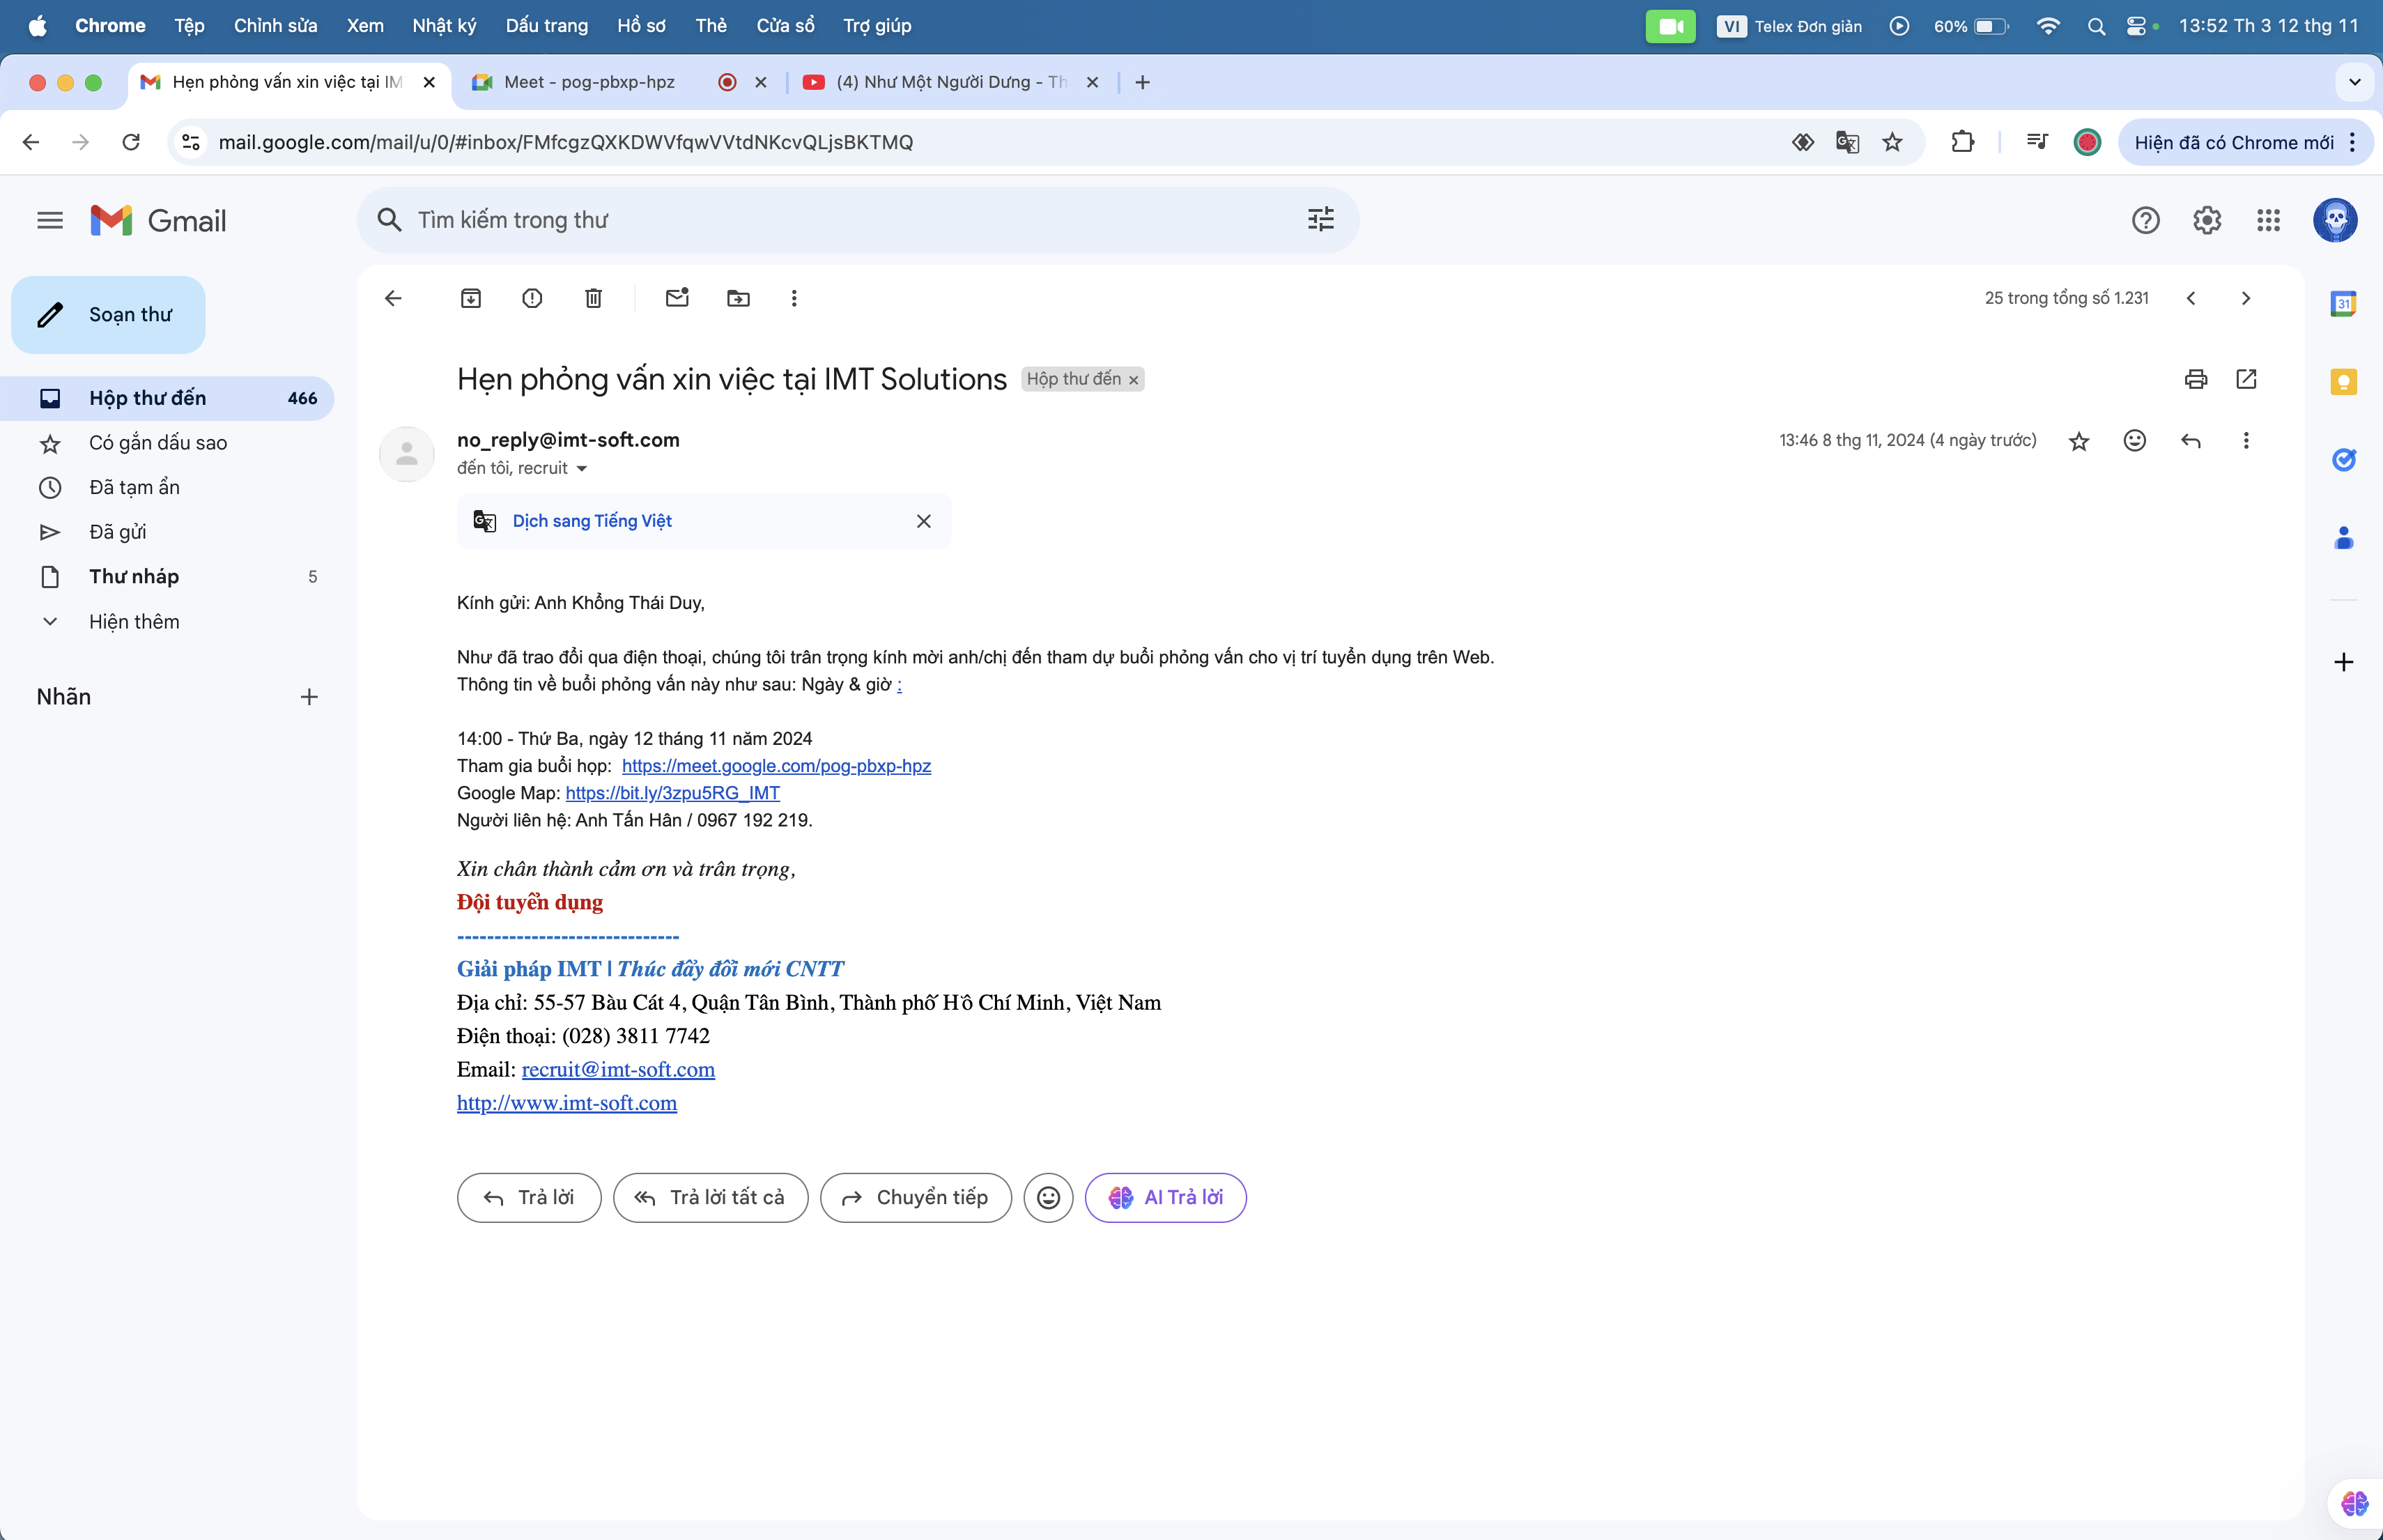 Chrome Tệp Chỉnh sửa Xem Nhật ký Dấu trang Hồ sơ Thẻ Cửa sổ Trợ giúp VI Telex Đơn giản 60% 13:52 Th 3 12 thg 11
Hẹn phỏng vấn xin việc tại IM Meet - pog-pbxp-hpz (4) Như Một Người Dưng - Th
mail.google.com/mail/u/0/#inbox/FMfcgzQXKDWVfqwVVtdNKcvQLjsBKTMQ Hiện đã có Chrome mới
Gmail
Tìm kiếm trong thư
Soạn thư
Hộp thư đến 466
Có gắn dấu sao
Đã tạm ẩn
Đã gửi
Thư nháp 5
Hiện thêm
Nhãn
25 trong tổng số 1.231
31
Hẹn phỏng vấn xin việc tại IMT Solutions Hộp thư đến
no_reply@imt-soft.com 13:46 8 thg 11, 2024 (4 ngày trước)
đến tôi, recruit
Dịch sang Tiếng Việt
Kính gửi: Anh Khổng Thái Duy,
Như đã trao đổi qua điện thoại, chúng tôi trân trọng kính mời anh/chị đến tham dự buổi phỏng vấn cho vị trí tuyển dụng trên Web.
Thông tin về buổi phỏng vấn này như sau: Ngày & giờ :
14:00 - Thứ Ba, ngày 12 tháng 11 năm 2024
Tham gia buổi họp: https://meet.google.com/pog-pbxp-hpz
Google Map: https://bit.ly/3zpu5RG_IMT
Người liên hệ: Anh Tấn Hân / 0967 192 219.
Xin chân thành cảm ơn và trân trọng,
Đội tuyển dụng
------------------------------
Giải pháp IMT | Thúc đẩy đổi mới CNTT
Địa chỉ: 55-57 Bàu Cát 4, Quận Tân Bình, Thành phố Hồ Chí Minh, Việt Nam
Điện thoại: (028) 3811 7742
Email: recruit@imt-soft.com
http://www.imt-soft.com
Trả lời Trả lời tất cả Chuyển tiếp AI Trả lời